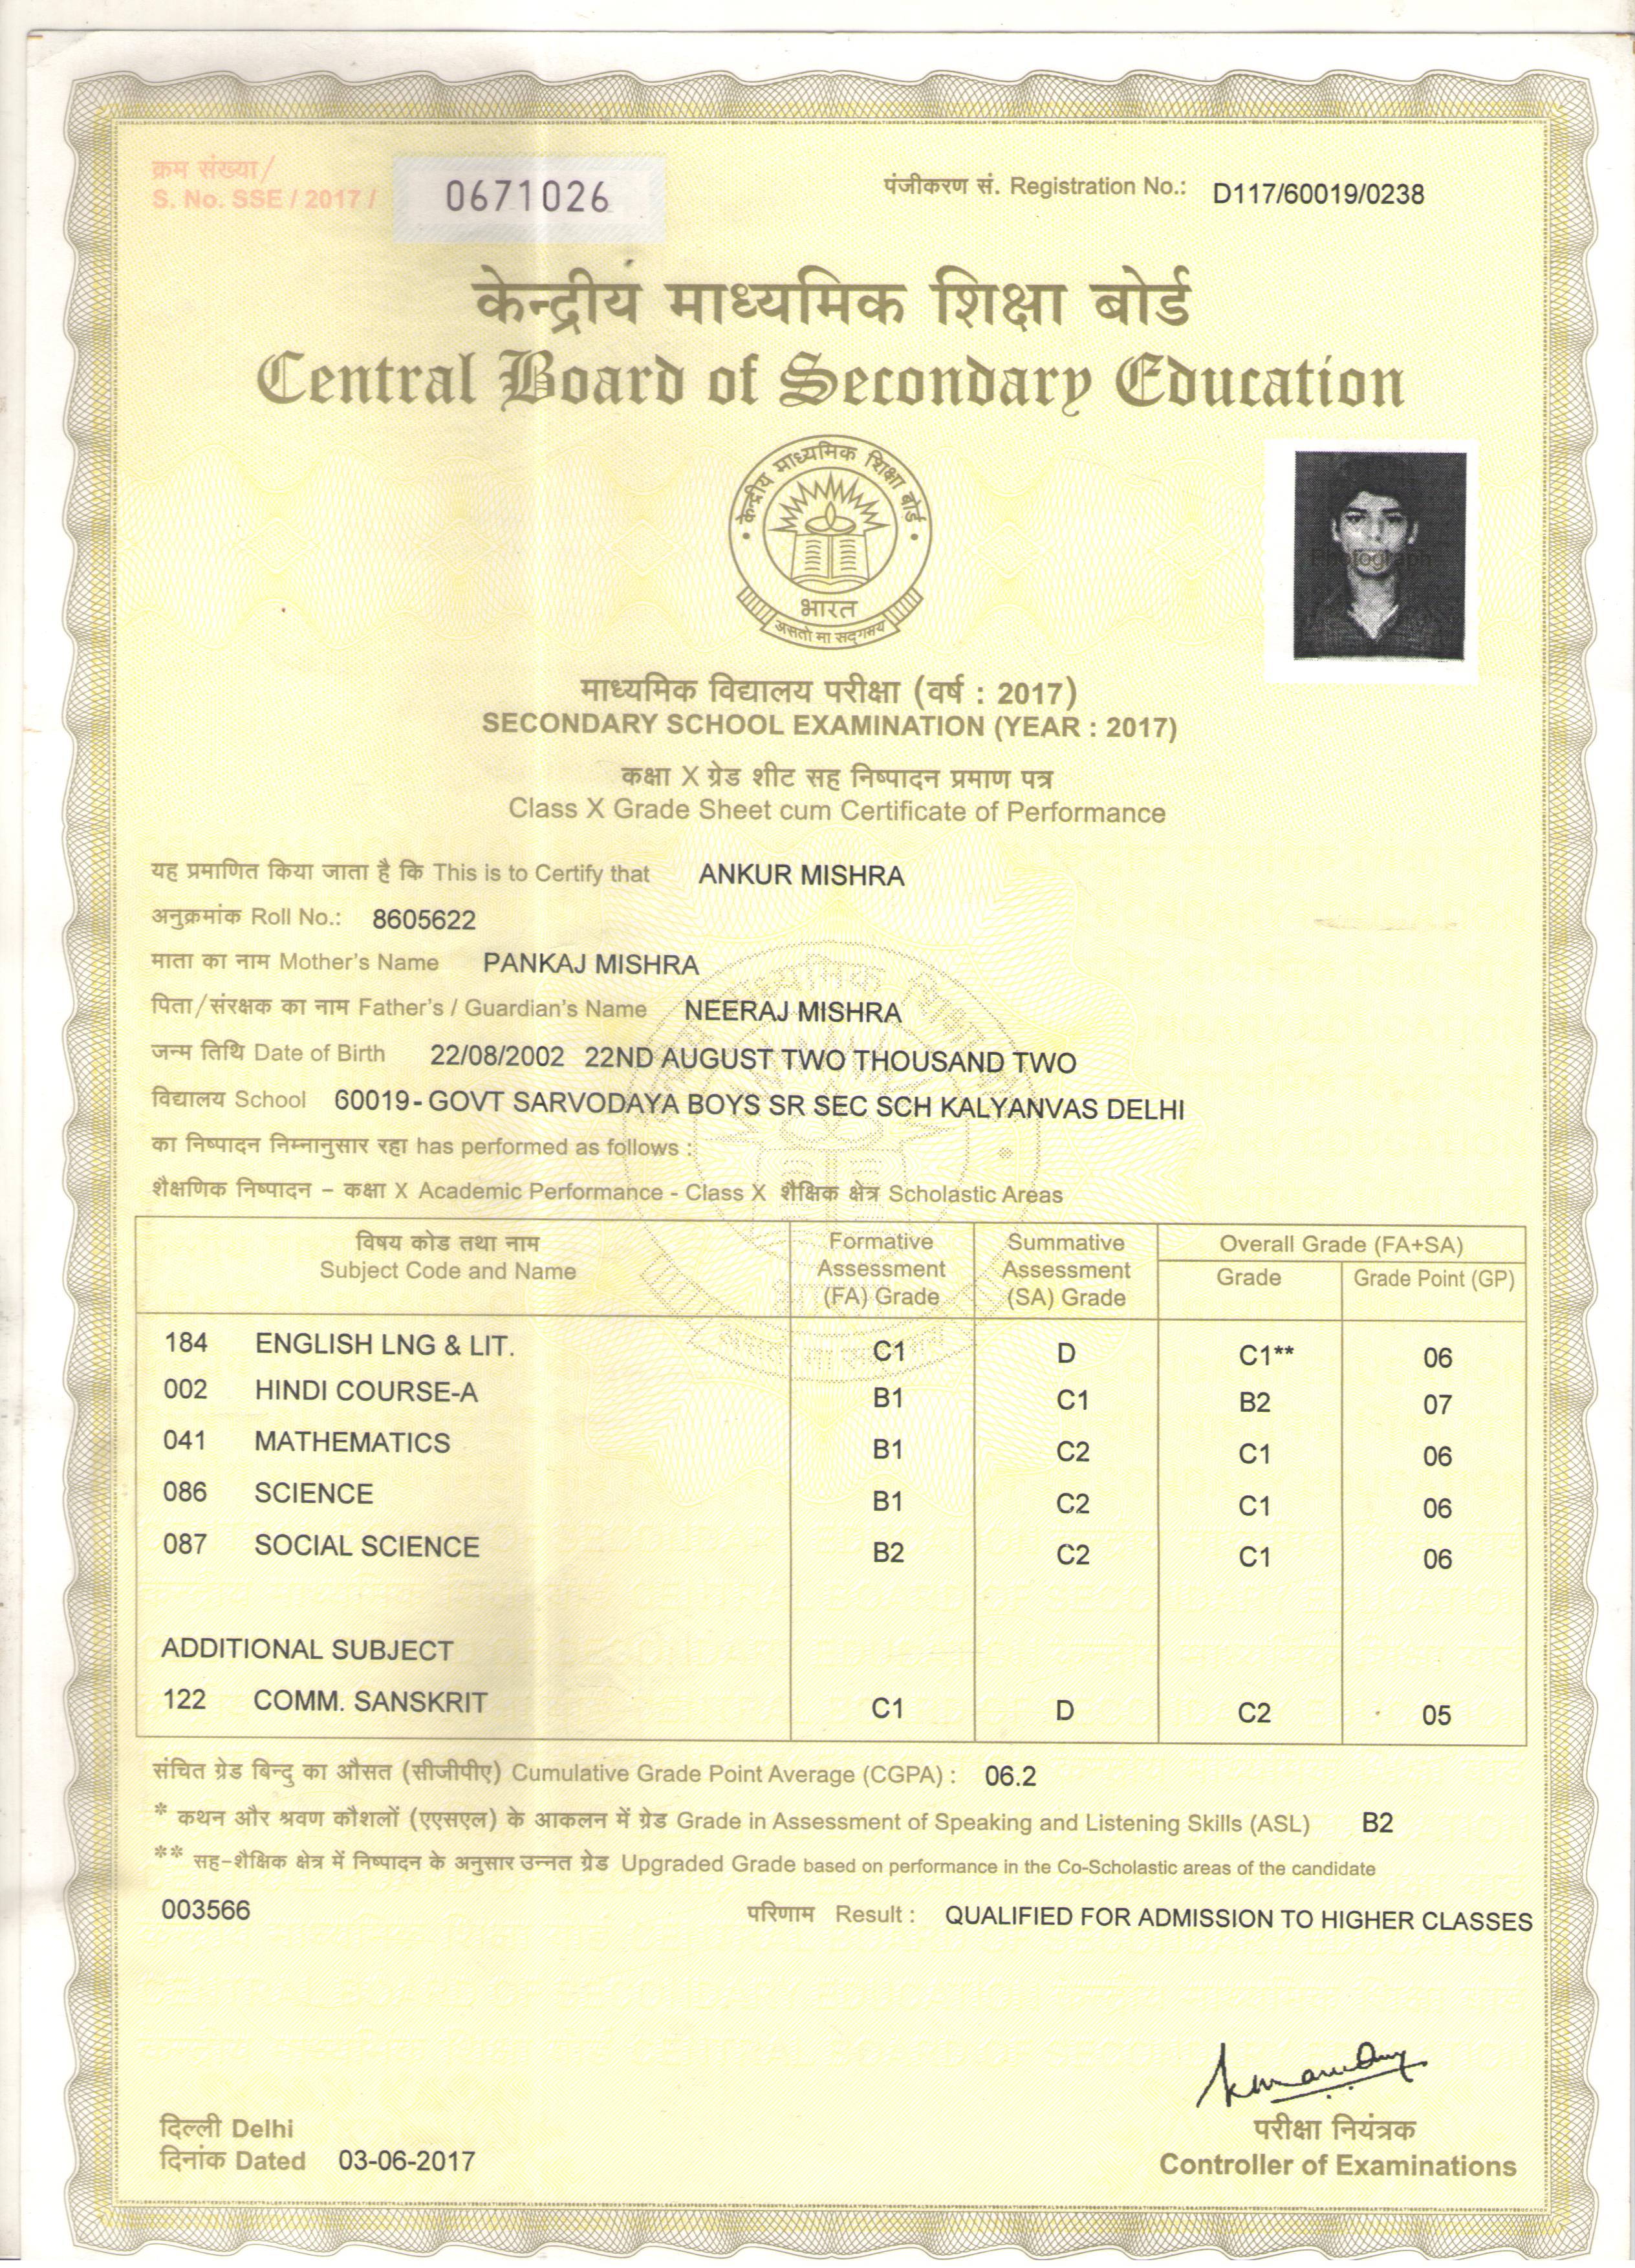 क्रम संख्या/
S. No. SSE / 2017 / 0671026
पंजीकरण सं. Registration No.: D117/60019/0238
केन्द्रीय माध्यमिक शिक्षा बोर्ड
Central Board of Secondary Education
केन्द्रीय माध्यमिक शिक्षा बोर्ड
भारत
असतो मा सद्गमय
Photograph
माध्यमिक विद्यालय परीक्षा (वर्ष : 2017)
SECONDARY SCHOOL EXAMINATION (YEAR : 2017)
कक्षा X ग्रेड शीट सह निष्पादन प्रमाण पत्र
Class X Grade Sheet cum Certificate of Performance
यह प्रमाणित किया जाता है कि This is to Certify that ANKUR MISHRA
अनुक्रमांक Roll No.: 8605622
माता का नाम Mother's Name PANKAJ MISHRA
पिता/संरक्षक का नाम Father's / Guardian's Name NEERAJ MISHRA
जन्म तिथि Date of Birth 22/08/2002 22ND AUGUST TWO THOUSAND TWO
विद्यालय School 60019-GOVT SARVODAYA BOYS SR SEC SCH KALYANVAS DELHI
का निष्पादन निम्नानुसार रहा has performed as follows :
शैक्षणिक निष्पादन – कक्षा X Academic Performance - Class X शैक्षिक क्षेत्र Scholastic Areas
विषय कोड तथा नाम
Subject Code and Name
Formative
Assessment
(FA) Grade
Summative
Assessment
(SA) Grade
Overall Grade (FA+SA)
Grade Grade Point (GP)
184 ENGLISH LNG & LIT. C1 D C1** 06
002 HINDI COURSE-A B1 C1 B2 07
041 MATHEMATICS B1 C2 C1 06
086 SCIENCE B1 C2 C1 06
087 SOCIAL SCIENCE B2 C2 C1 06
ADDITIONAL SUBJECT
122 COMM. SANSKRIT C1 D C2 05
संचित ग्रेड बिन्दु का औसत (सीजीपीए) Cumulative Grade Point Average (CGPA) : 06.2
* कथन और श्रवण कौशलों (एएसएल) के आकलन में ग्रेड Grade in Assessment of Speaking and Listening Skills (ASL) B2
** सह-शैक्षिक क्षेत्र में निष्पादन के अनुसार उन्नत ग्रेड Upgraded Grade based on performance in the Co-Scholastic areas of the candidate
003566 परिणाम Result : QUALIFIED FOR ADMISSION TO HIGHER CLASSES
दिल्ली Delhi
दिनांक Dated 03-06-2017
परीक्षा नियंत्रक
Controller of Examinations